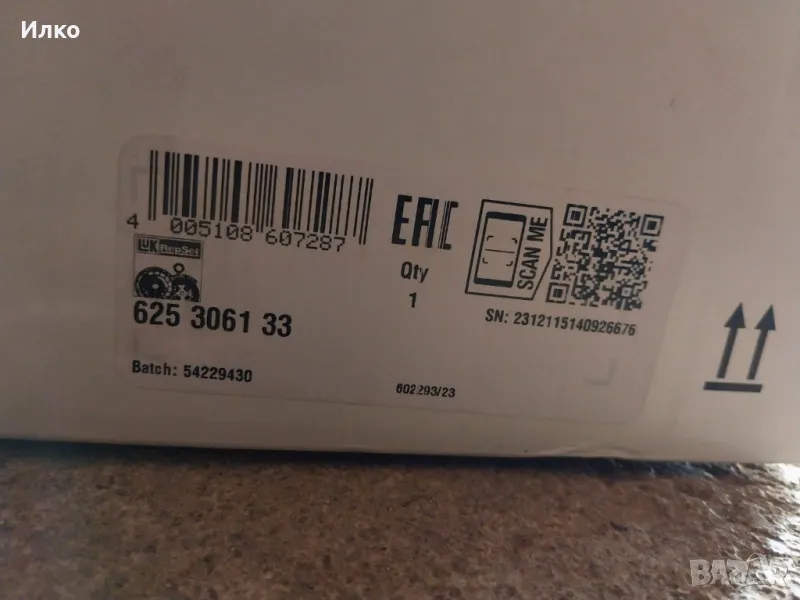 Илко
4 005108 607287
EAC
SCAN ME
LuK RepSet
Qty
1
625 3061 33
SN: 2312115140926676
Batch: 54229430
602293/23
BAZAR